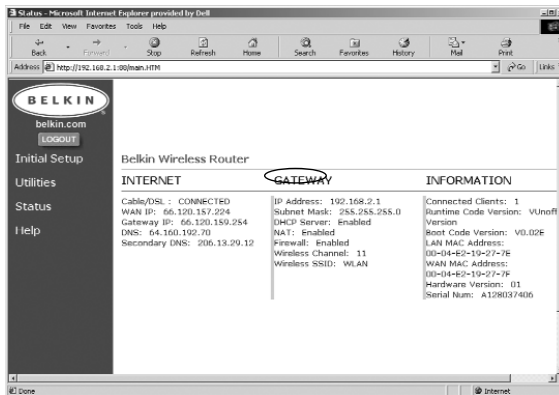 Status - Microsoft Internet Explorer provided by Dell
File Edit View Favorites Tools Help
Back Forward Stop Refresh Home Search Favorites History Mail Print
Address http://192.168.2.1:88/main.HTM Go Links
BELKIN
belkin.com
LOGOUT
Initial Setup
Utilities
Status
Help
Belkin Wireless Router
INTERNET
Cable/DSL : CONNECTED
WAN IP: 66.120.157.224
Gateway IP: 66.120.159.254
DNS: 64.160.192.70
Secondary DNS: 206.13.29.12
GATEWAY
IP Address: 192.168.2.1
Subnet Mask: 255.255.255.0
DHCP Server: Enabled
NAT: Enabled
Firewall: Enabled
Wireless Channel: 11
Wireless SSID: WLAN
INFORMATION
Connected Clients: 1
Runtime Code Version: VUnoff
Version
Boot Code Version: V0.02E
LAN MAC Address:
00-04-E2-19-27-7E
WAN MAC Address:
00-04-E2-19-27-7F
Hardware Version: 01
Serial Num: A128037406
Done
Internet